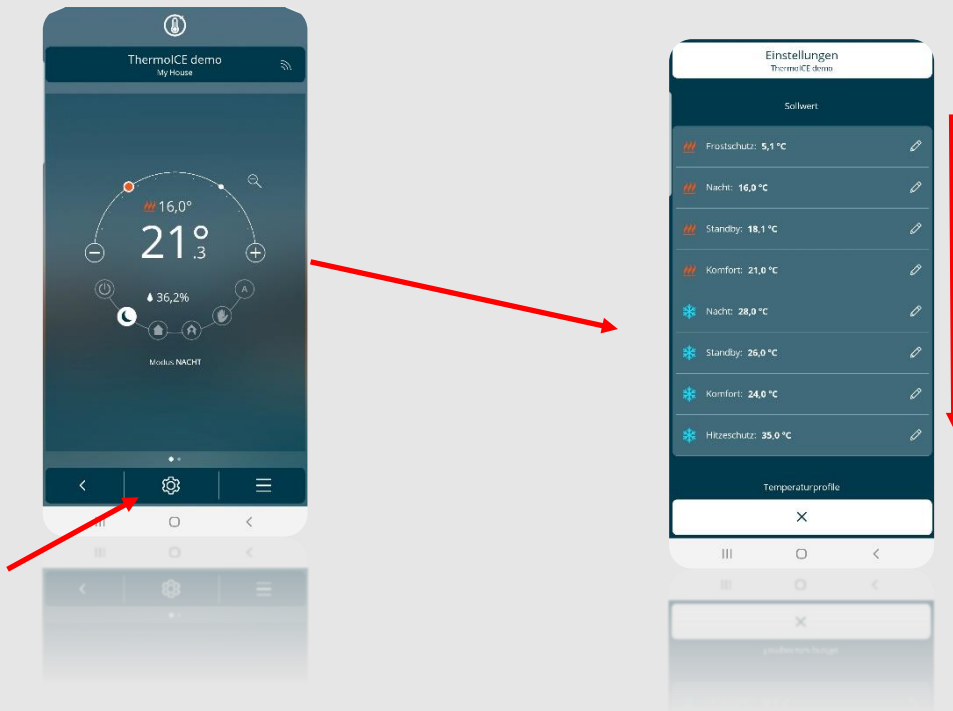 ThermoICE demo
My House
16,0°
21°.3
36,2%
A
Modus NACHT
Einstellungen
ThermoICE demo
Sollwert
Frostschutz: 5,1 °C
Nacht: 16,0 °C
Standby: 18,1 °C
Komfort: 21,0 °C
Nacht: 28,0 °C
Standby: 26,0 °C
Komfort: 24,0 °C
Hitzeschutz: 35,0 °C
Temperaturprofile